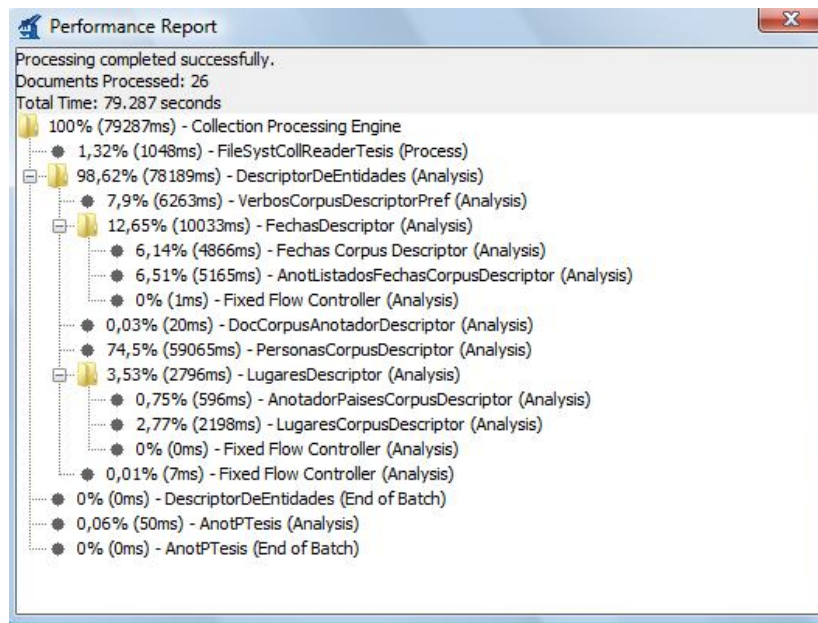 Performance Report
Processing completed successfully.
Documents Processed: 26
Total Time: 79.287 seconds
100% (79287ms) - Collection Processing Engine
1,32% (1048ms) - FileSystCollReaderTesis (Process)
98,62% (78189ms) - DescriptorDeEntidades (Analysis)
7,9% (6263ms) - VerbosCorpusDescriptorPref (Analysis)
12,65% (10033ms) - FechasDescriptor (Analysis)
6,14% (4866ms) - Fechas Corpus Descriptor (Analysis)
6,51% (5165ms) - AnotListadosFechasCorpusDescriptor (Analysis)
0% (1ms) - Fixed Flow Controller (Analysis)
0,03% (20ms) - DocCorpusAnotadorDescriptor (Analysis)
74,5% (59065ms) - PersonasCorpusDescriptor (Analysis)
3,53% (2796ms) - LugaresDescriptor (Analysis)
0,75% (596ms) - AnotadorPaisesCorpusDescriptor (Analysis)
2,77% (2198ms) - LugaresCorpusDescriptor (Analysis)
0% (0ms) - Fixed Flow Controller (Analysis)
0,01% (7ms) - Fixed Flow Controller (Analysis)
0% (0ms) - DescriptorDeEntidades (End of Batch)
0,06% (50ms) - AnotPTesis (Analysis)
0% (0ms) - AnotPTesis (End of Batch)